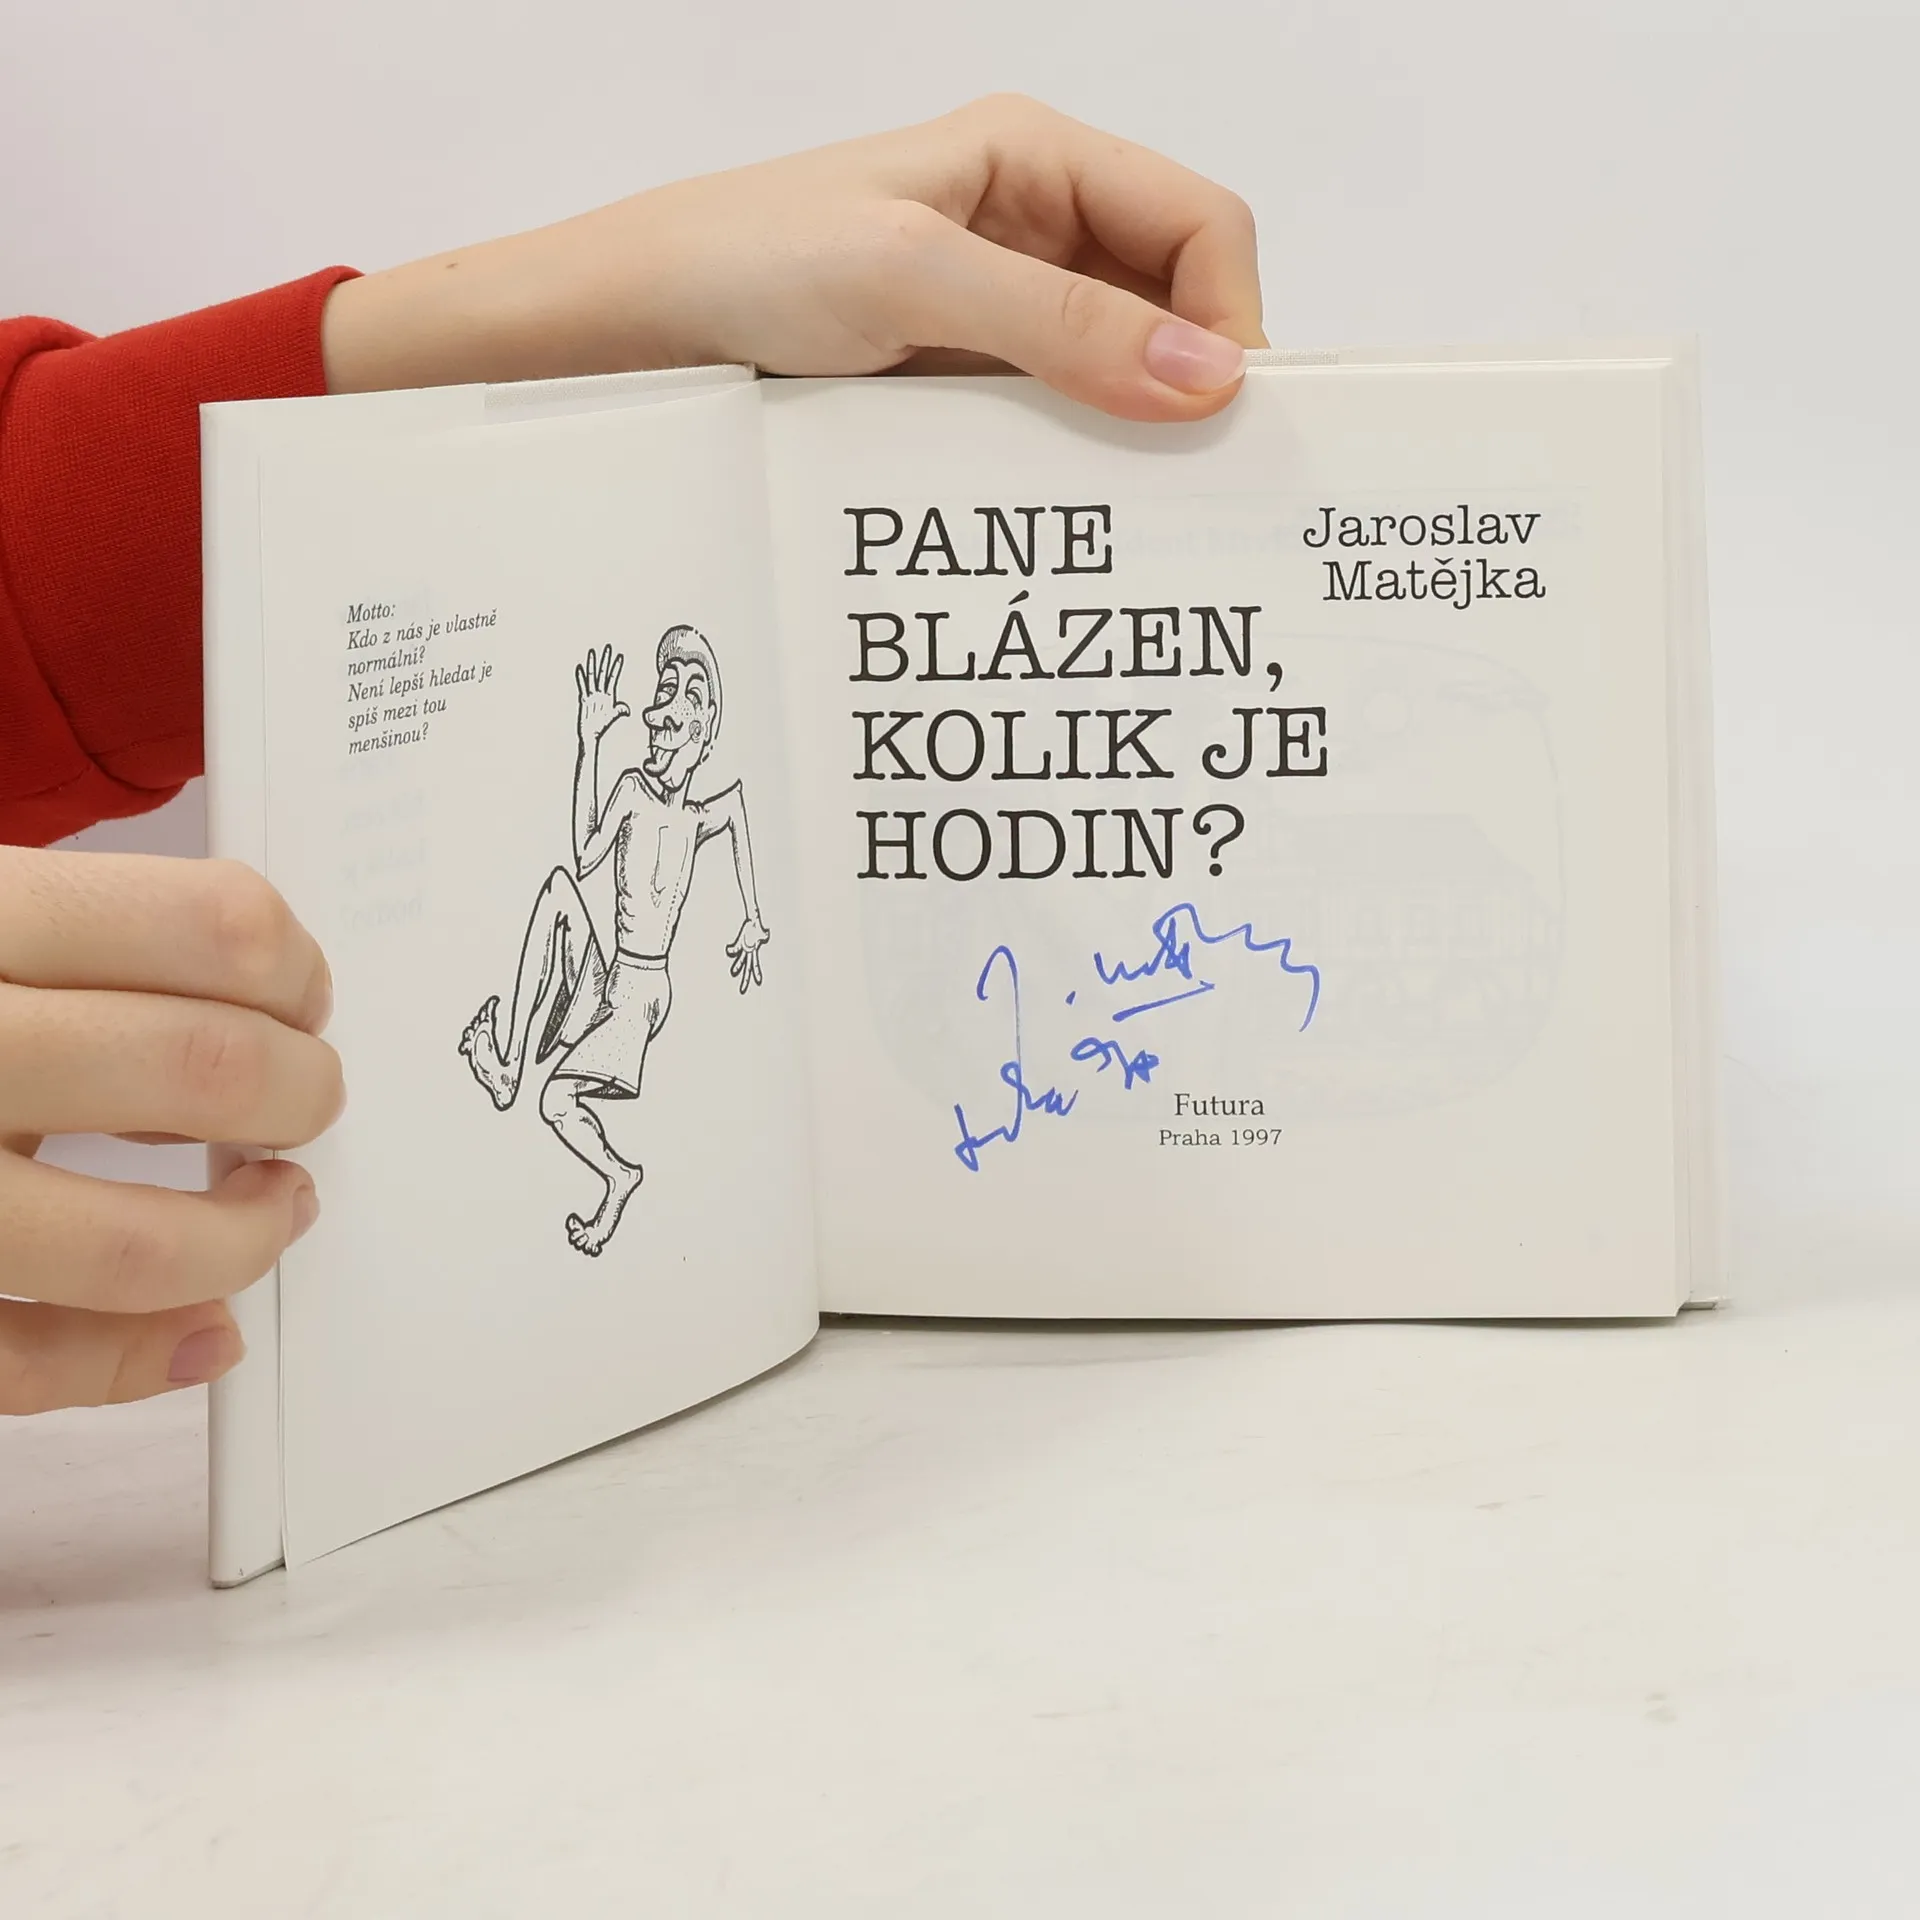 Motto:
Kdo z nás je vlastně
normální?
Není lepší hledat je
spíš mezi tou
menšinou?
PANE
BLÁZEN,
KOLIK JE
HODIN?
Jaroslav
Matějka
Futura
Praha 1997